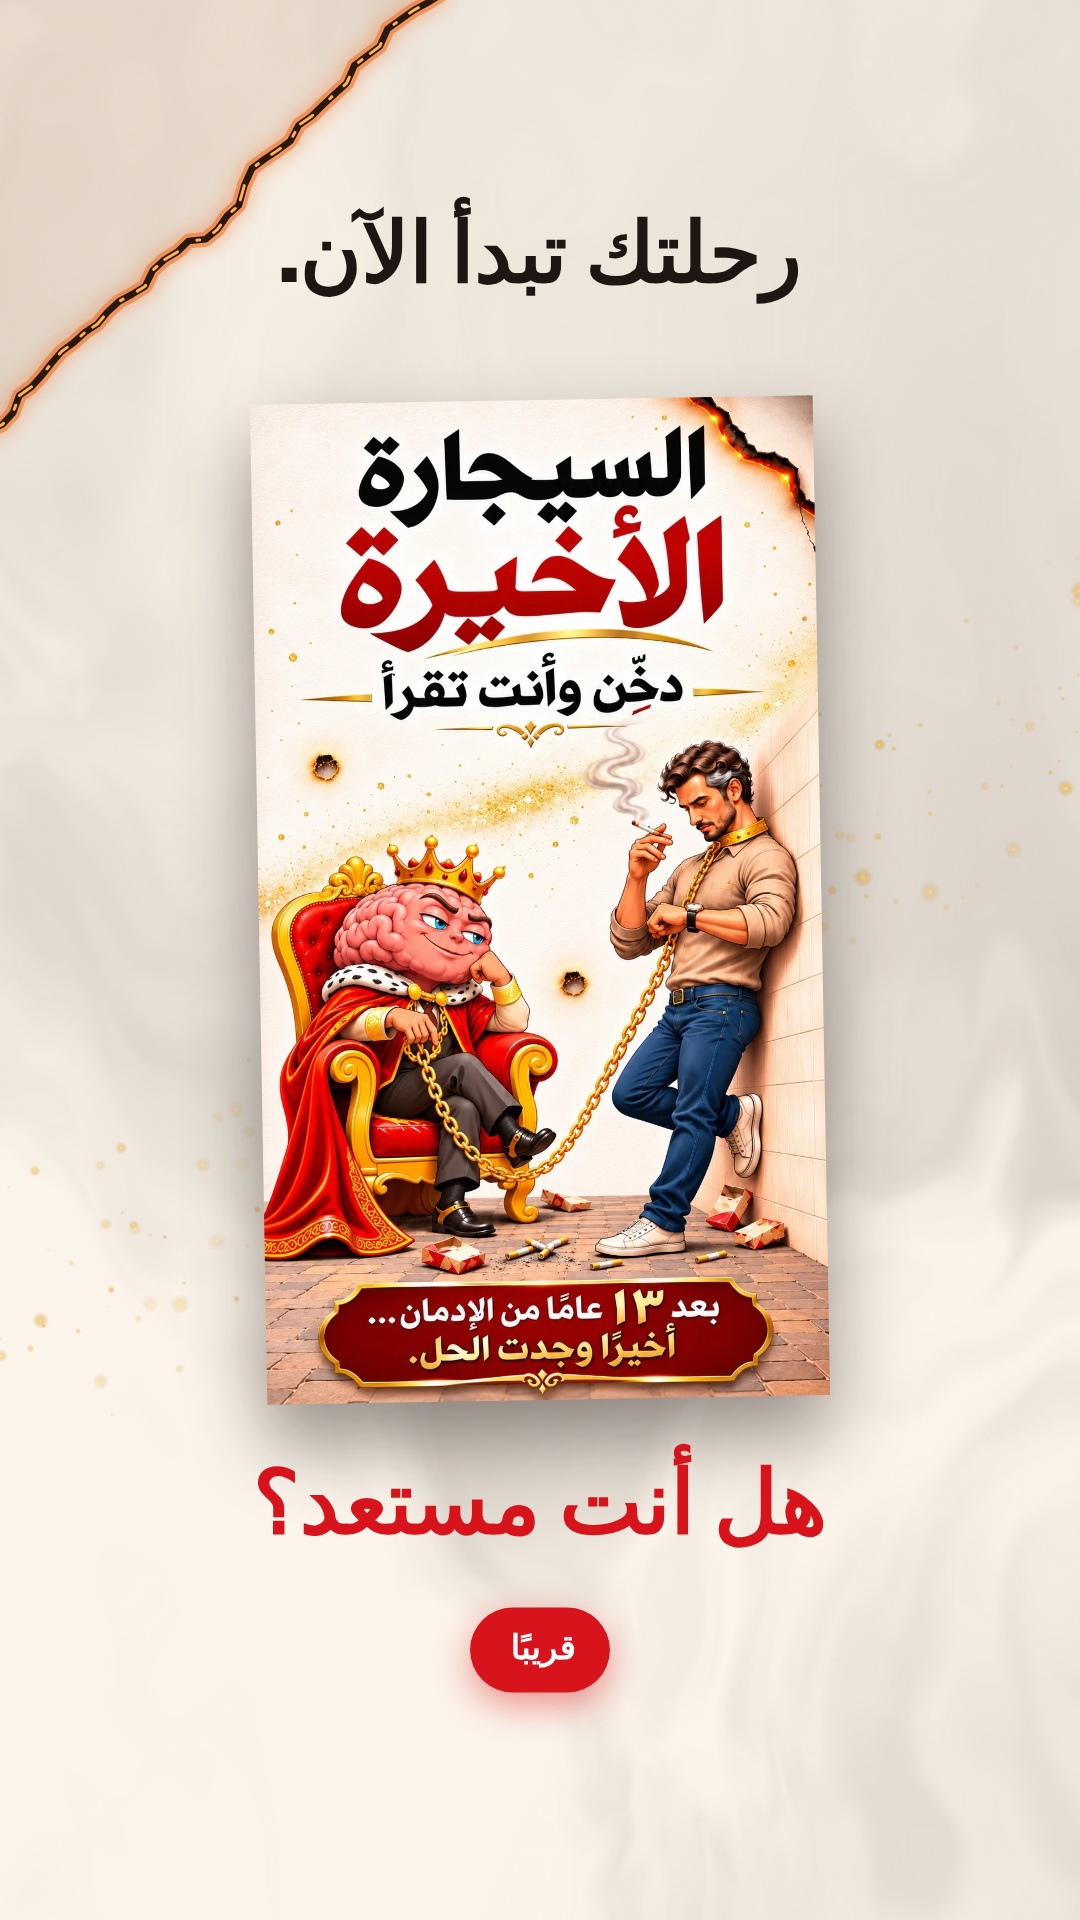 رحلتك تبدأ الآن.
السيجارة
الأخيرة
دخِّن وأنت تقرأ
بعد ١٣ عامًا من الإدمان...
أخيرًا وجدت الحل.
هل أنت مستعد؟
قريبًا